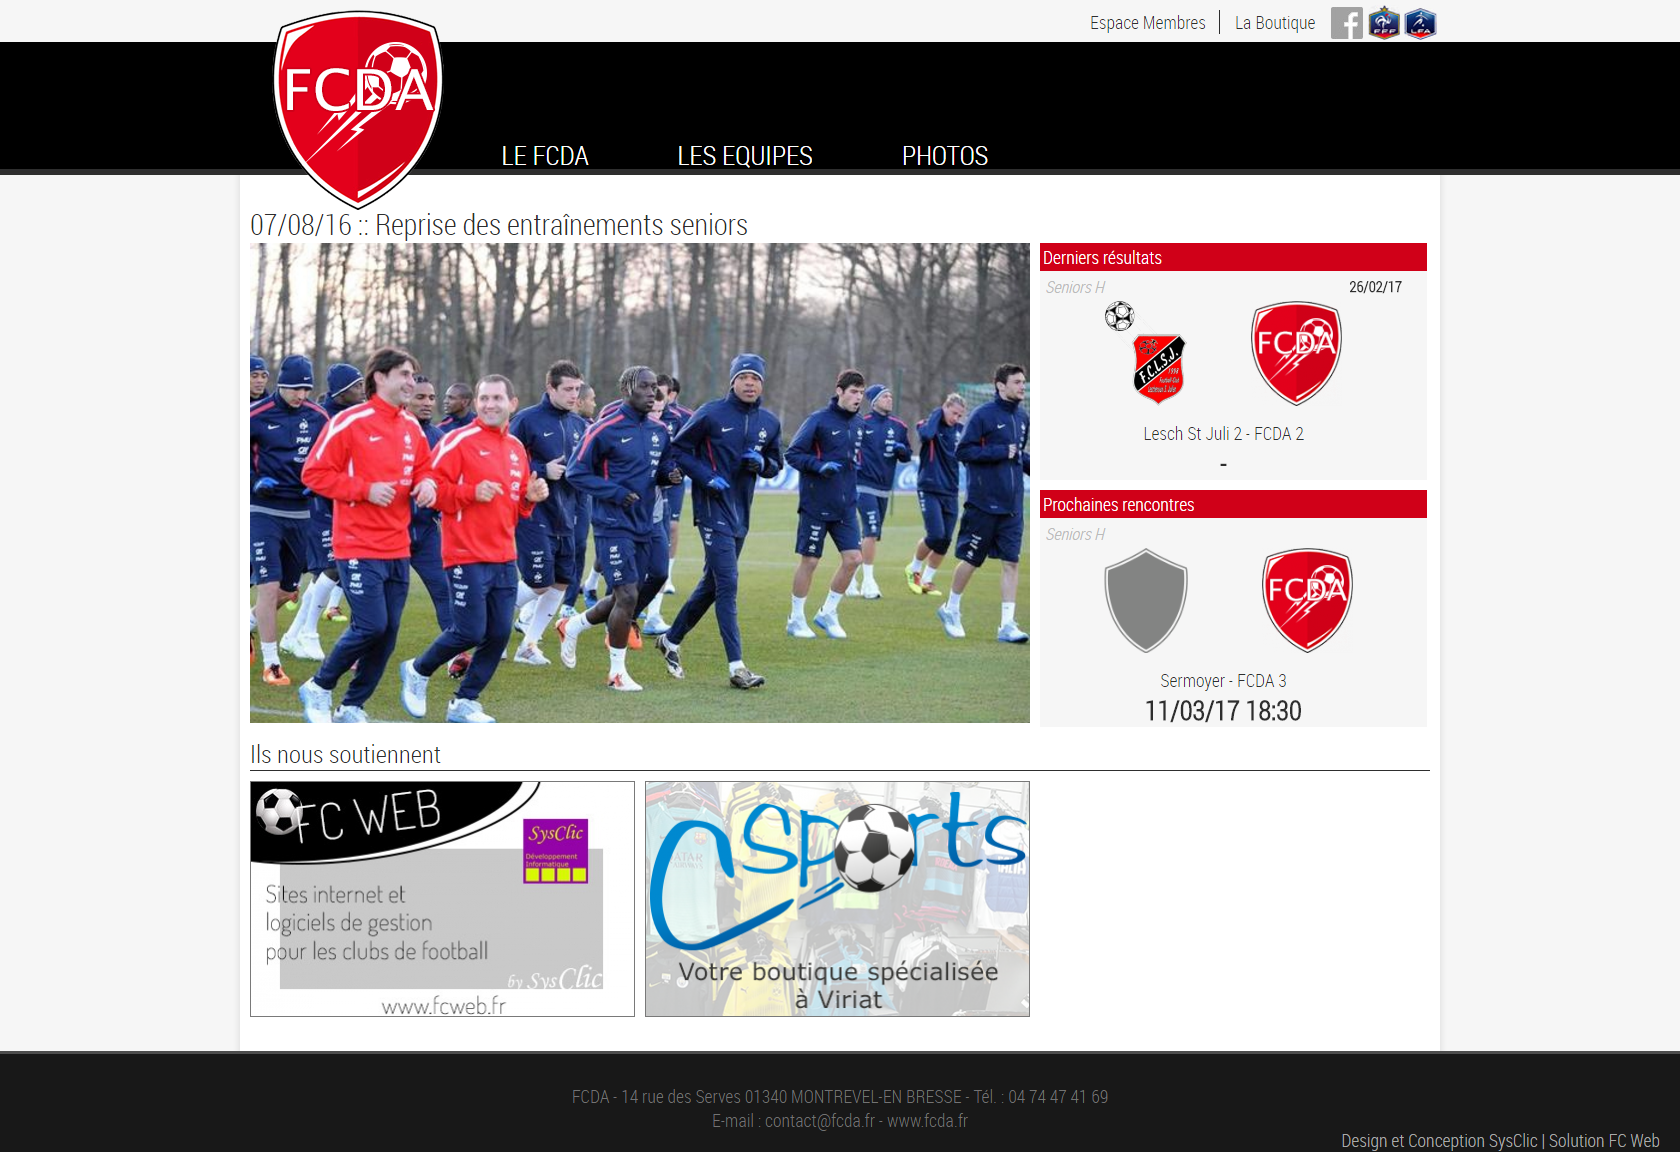 Espace Membres
La Boutique
FFF
LFA
FCDA
LE FCDA
LES EQUIPES
PHOTOS
07/08/16 :: Reprise des entraînements seniors
Derniers résultats
Seniors H
26/02/17
F.C.L.S.J.
1998
FCDA
Lesch St Juli 2 - FCDA 2
-
Prochaines rencontres
Seniors H
FCDA
Sermoyer - FCDA 3
11/03/17 18:30
Ils nous soutiennent
FC WEB
SysClic
Développement
Informatique
Sites internet et
logiciels de gestion
pour les clubs de football
by SysClic
www.fcweb.fr
Csports
Votre boutique spécialisée
à Viriat
FCDA - 14 rue des Serves 01340 MONTREVEL-EN BRESSE - Tél. : 04 74 47 41 69
E-mail : contact@fcda.fr - www.fcda.fr
Design et Conception SysClic | Solution FC Web